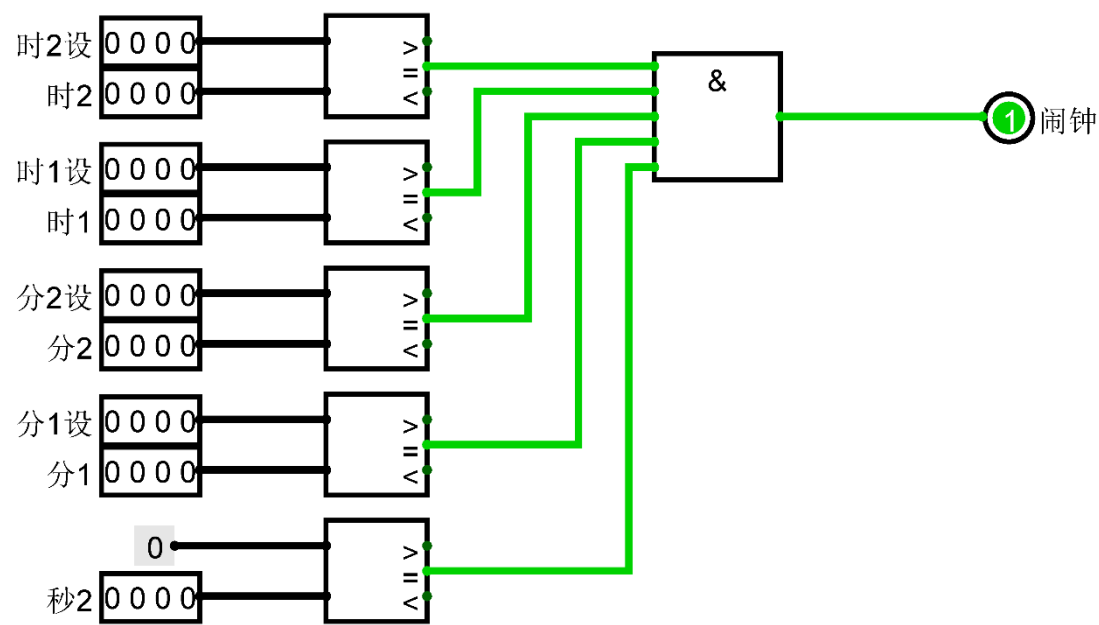 时2设 0 0 0 0 >
= &
时2 0 0 0 0 <
1 闹钟
时1设 0 0 0 0 >
=
时1 0 0 0 0 <
分2设 0 0 0 0 >
=
分2 0 0 0 0 <
分1设 0 0 0 0 >
=
分1 0 0 0 0 <
0 >
=
秒2 0 0 0 0 <